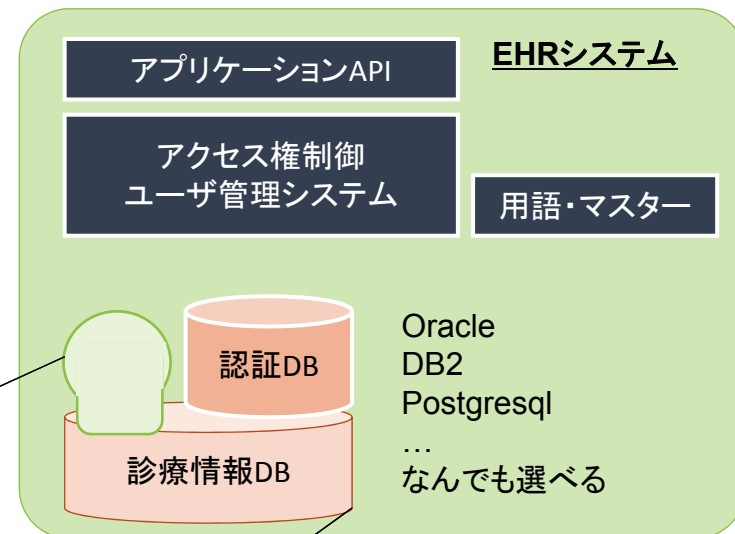 EHRシステム
アプリケーションAPI
アクセス権制御
ユーザ管理システム
用語・マスター
認証DB
診療情報DB
Oracle
DB2
Postgresql
…
なんでも選べる